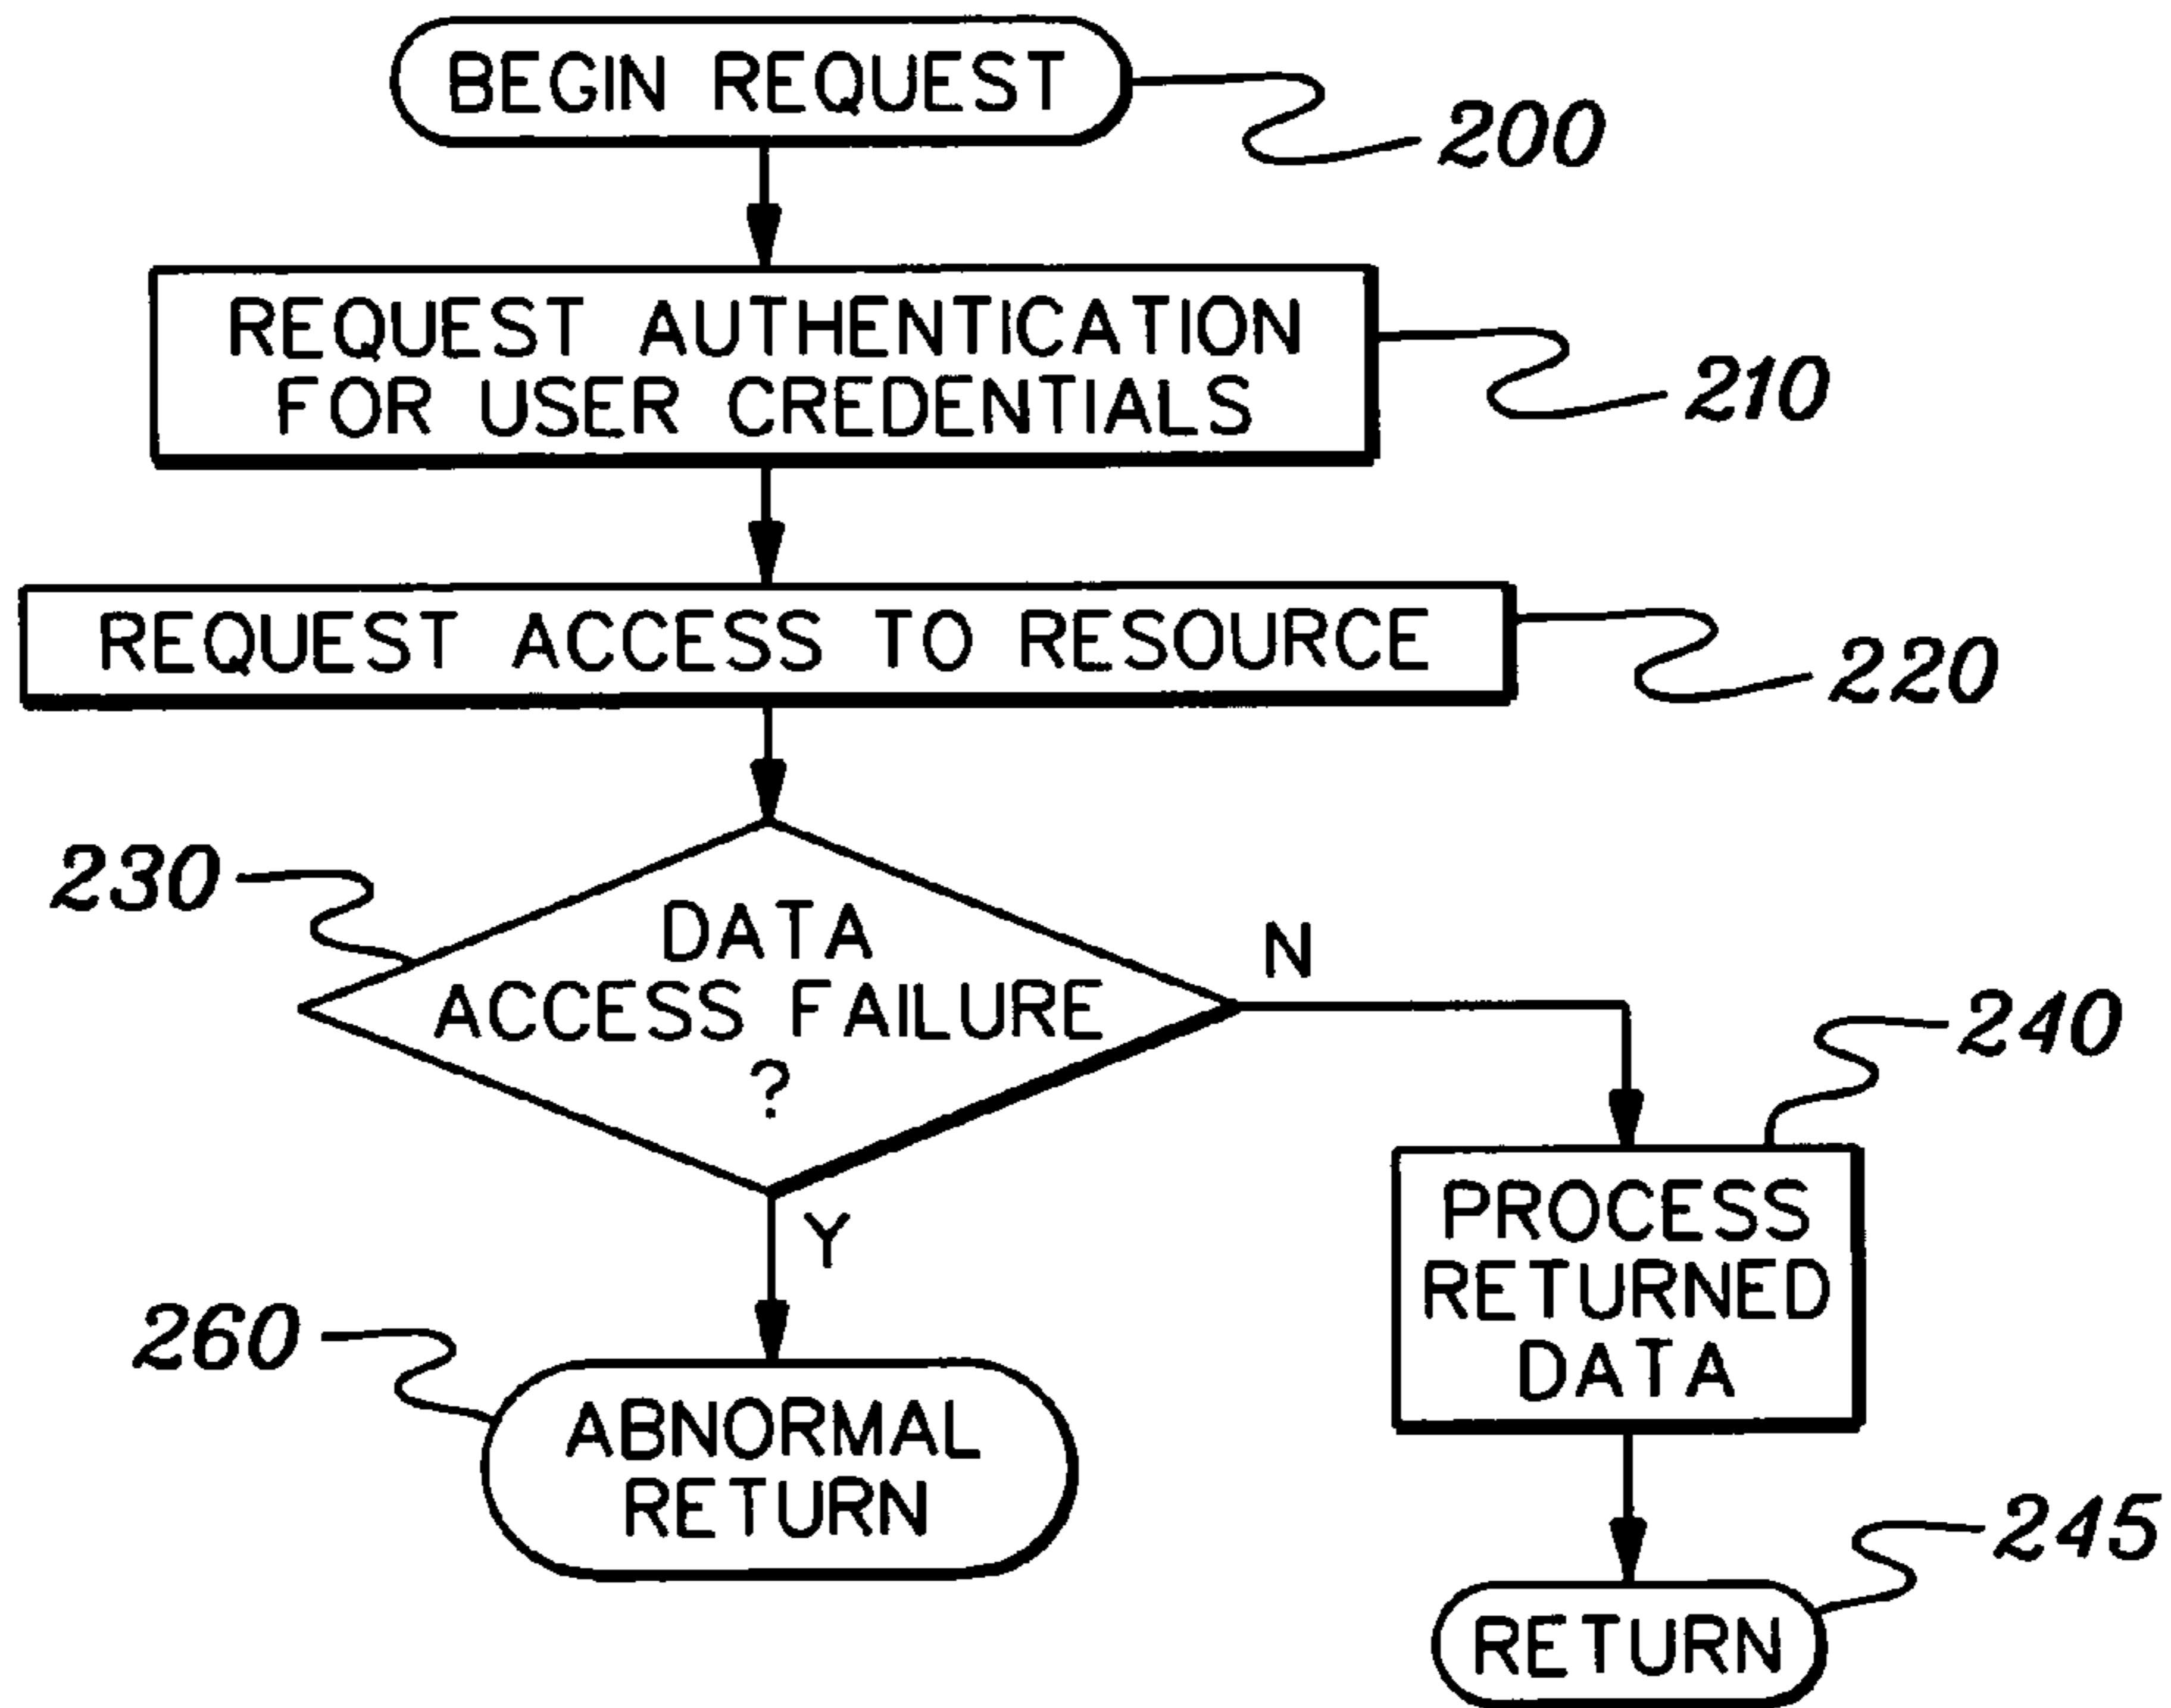 BEGIN REQUEST
200
REQUEST AUTHENTICATION
FOR USER CREDENTIALS
210
REQUEST ACCESS TO RESOURCE
220
230
DATA
ACCESS FAILURE
?
N
240
Y
PROCESS
RETURNED
DATA
260
ABNORMAL
RETURN
245
RETURN